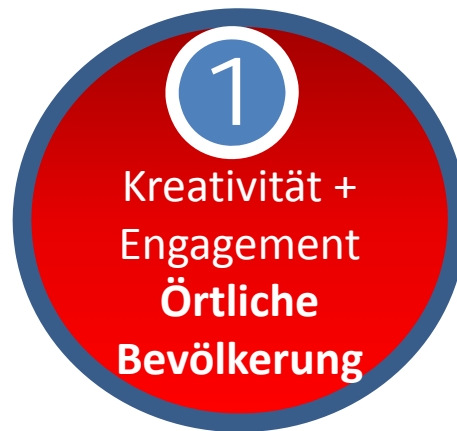 1
Kreativität +
Engagement
Örtliche
Bevölkerung